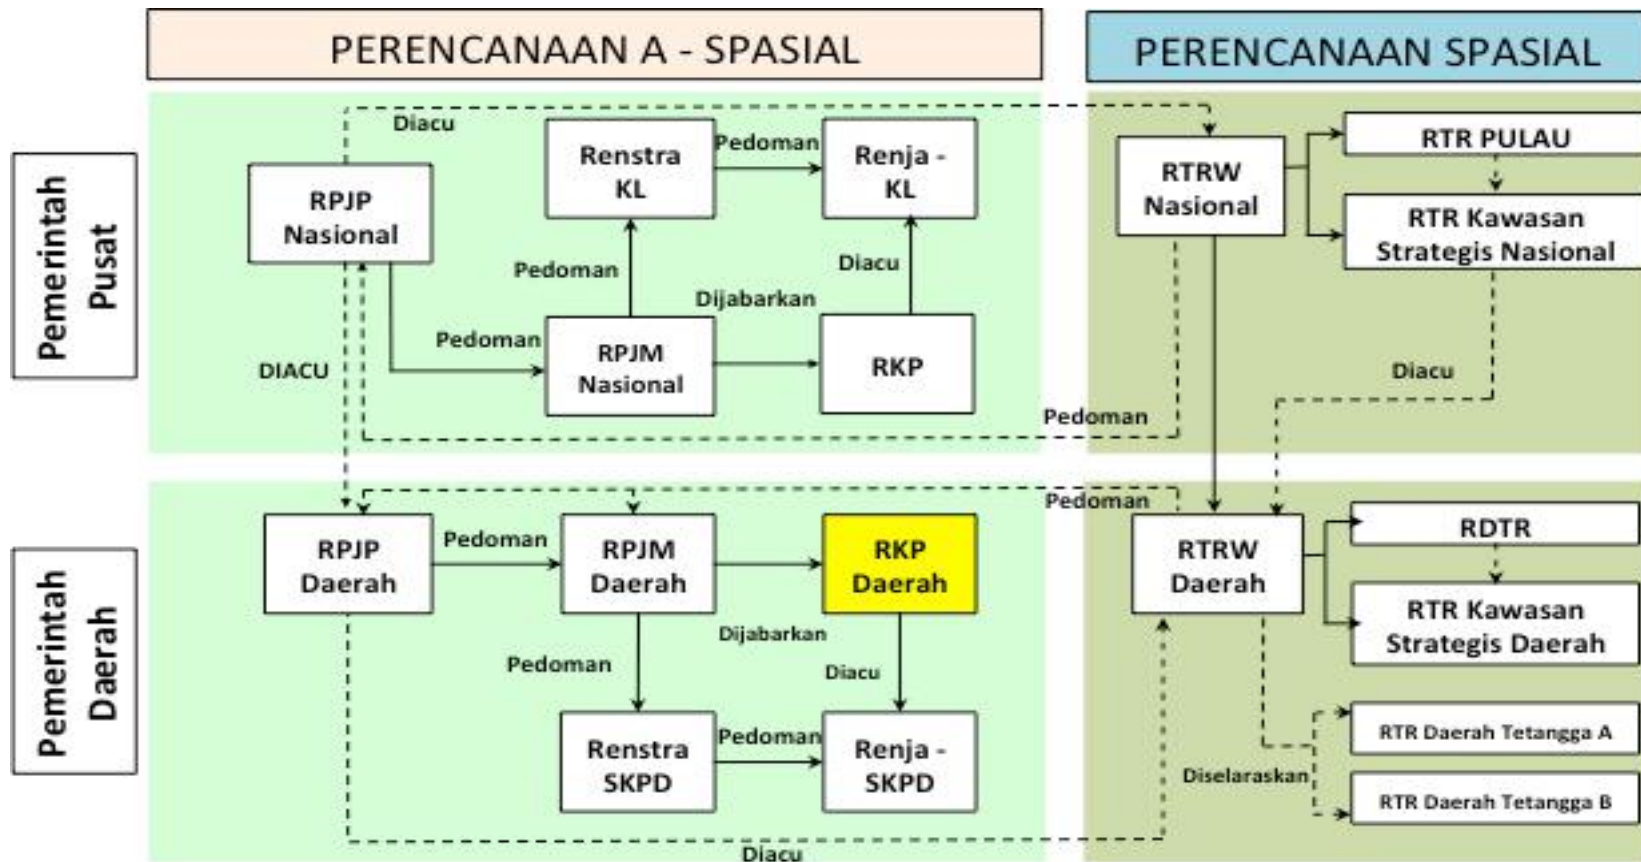 PERENCANAAN A - SPASIAL
PERENCANAAN SPASIAL
Pemerintah
Pusat
Diacu
Renstra
KL
Pedoman
Renja -
KL
RPJP
Nasional
Pedoman
Diacu
Dijabarkan
Pedoman
DIACU
RPJM
Nasional
RKP
RTRW
Nasional
RTR PULAU
RTR Kawasan
Strategis Nasional
Diacu
Pedoman
Pemerintah
Daerah
Pedoman
RPJP
Daerah
Pedoman
RPJM
Daerah
RKP
Daerah
Dijabarkan
Pedoman
Diacu
Renstra
SKPD
Pedoman
Renja -
SKPD
Diacu
RTRW
Daerah
RDTR
RTR Kawasan
Strategis Daerah
RTR Daerah Tetangga A
Diselaraskan
RTR Daerah Tetangga B